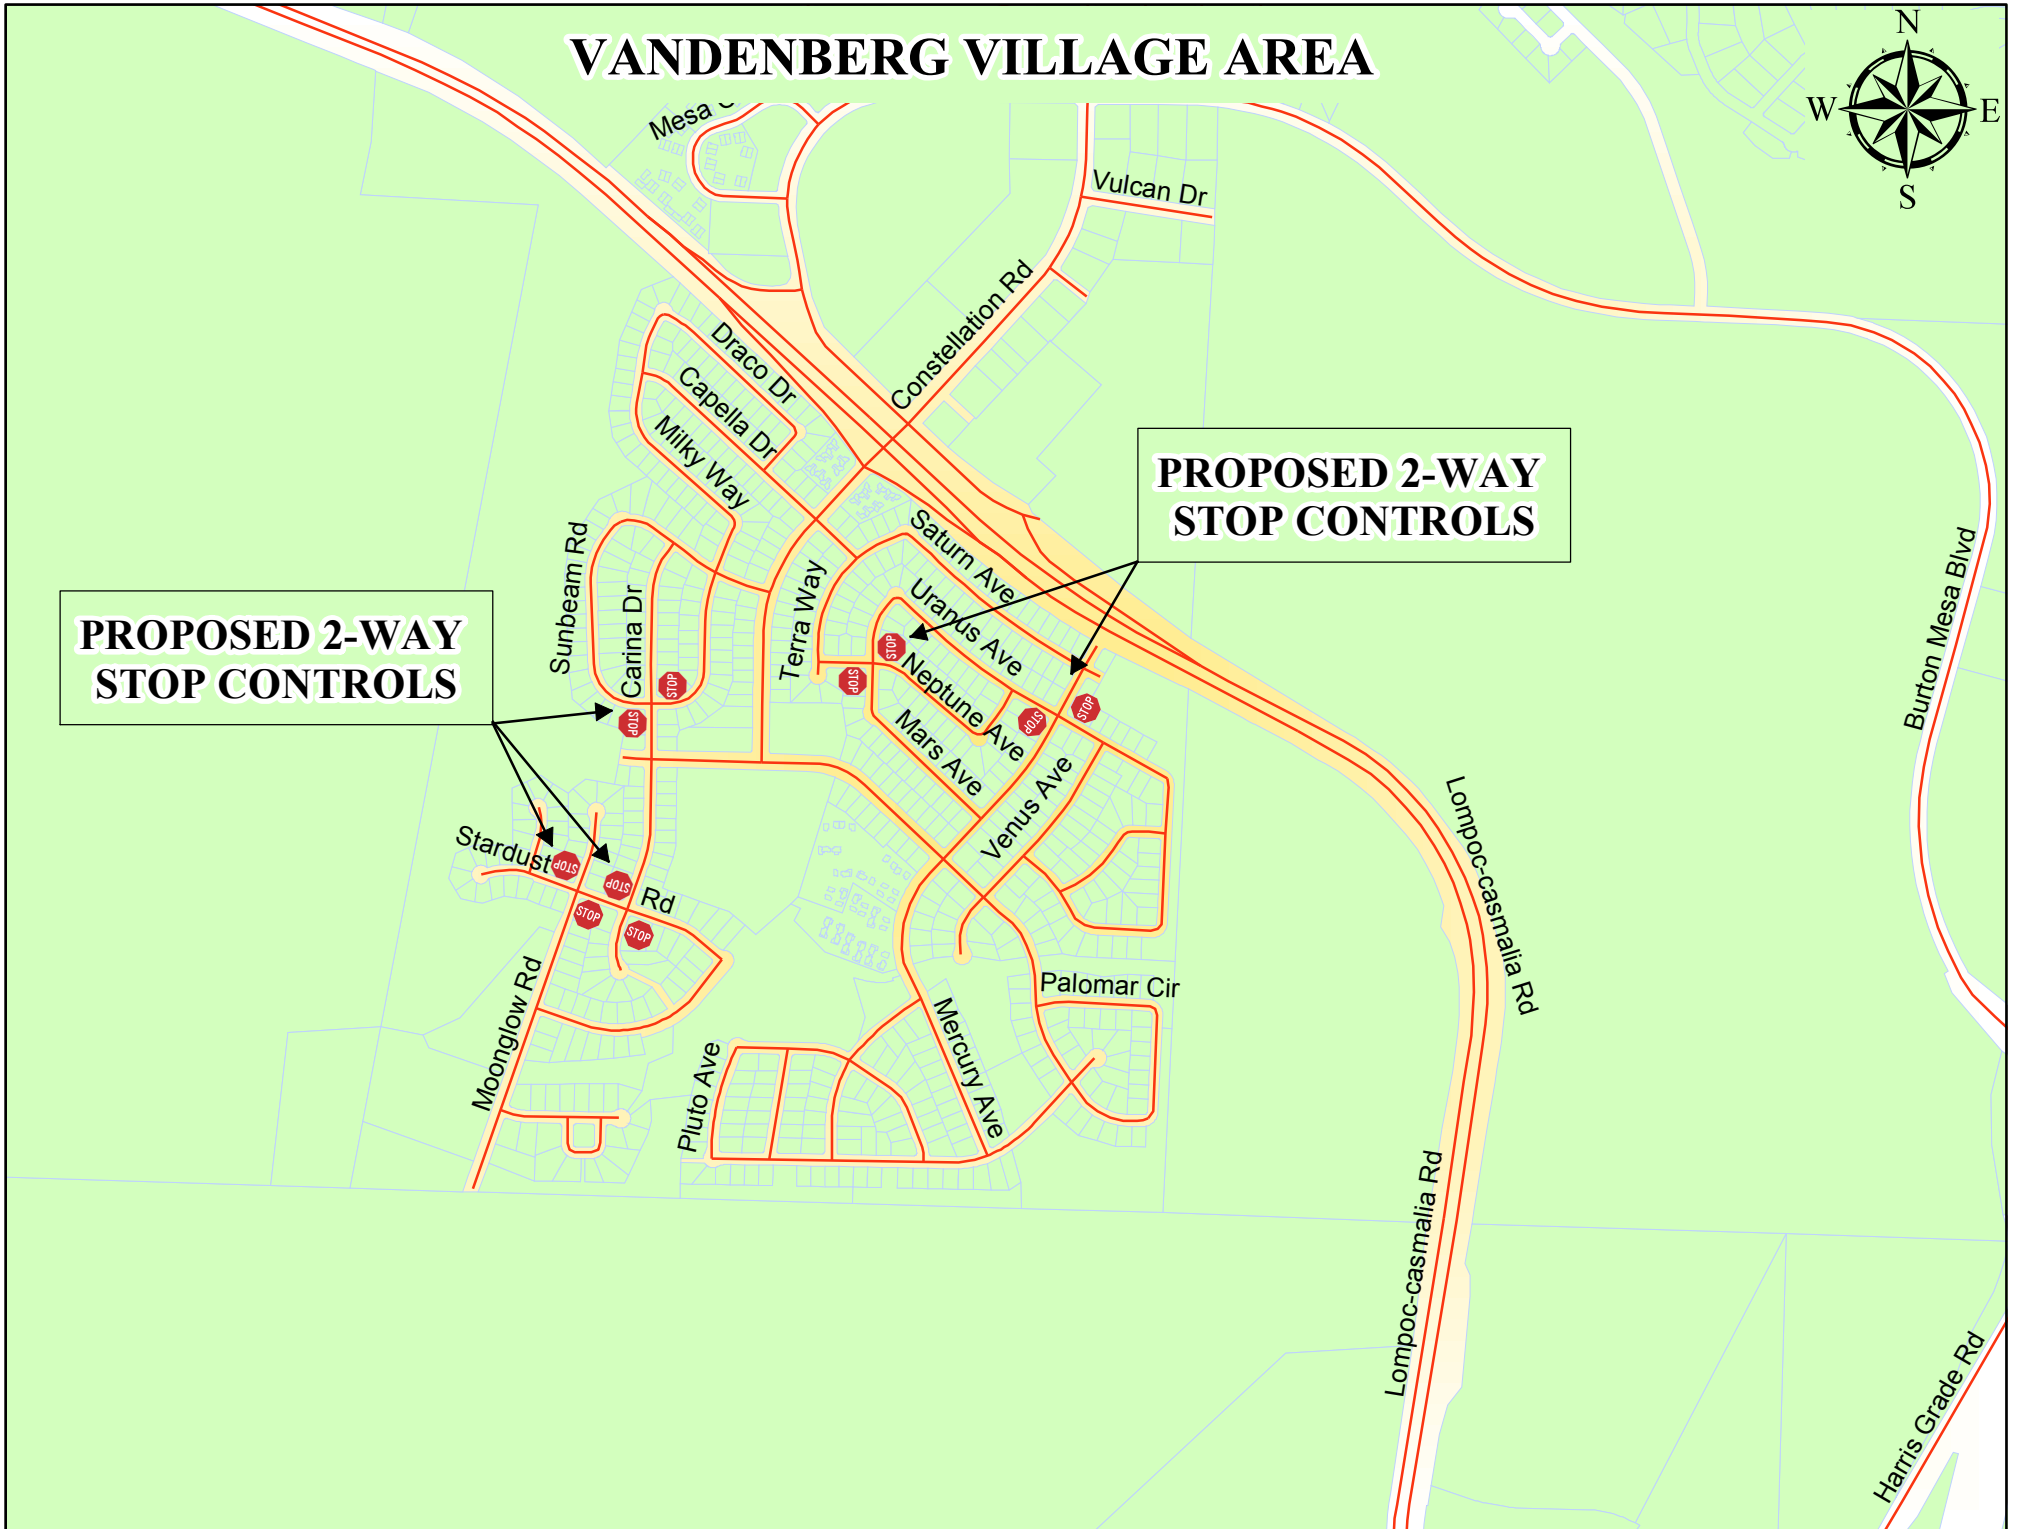 VANDENBERG VILLAGE AREA
N
W
E
S
Mesa
Vulcan Dr
Constellation Rd
Draco Dr
Capella Dr
Milky Way
PROPOSED 2-WAY
STOP CONTROLS
Saturn Ave
Sunbeam Rd
Carina Dr
Terra Way
Uranus Ave
Neptune Ave
Mars Ave
Venus Ave
PROPOSED 2-WAY
STOP CONTROLS
STOP
STOP
STOP
STOP
STOP
STOP
Burton Mesa Blvd
Lompoc-casmalia Rd
Stardust Rd
STOP
STOP
STOP
STOP
Moonglow Rd
Palomar Cir
Pluto Ave
Mercury Ave
Lompoc-casmalia Rd
Harris Grade Rd